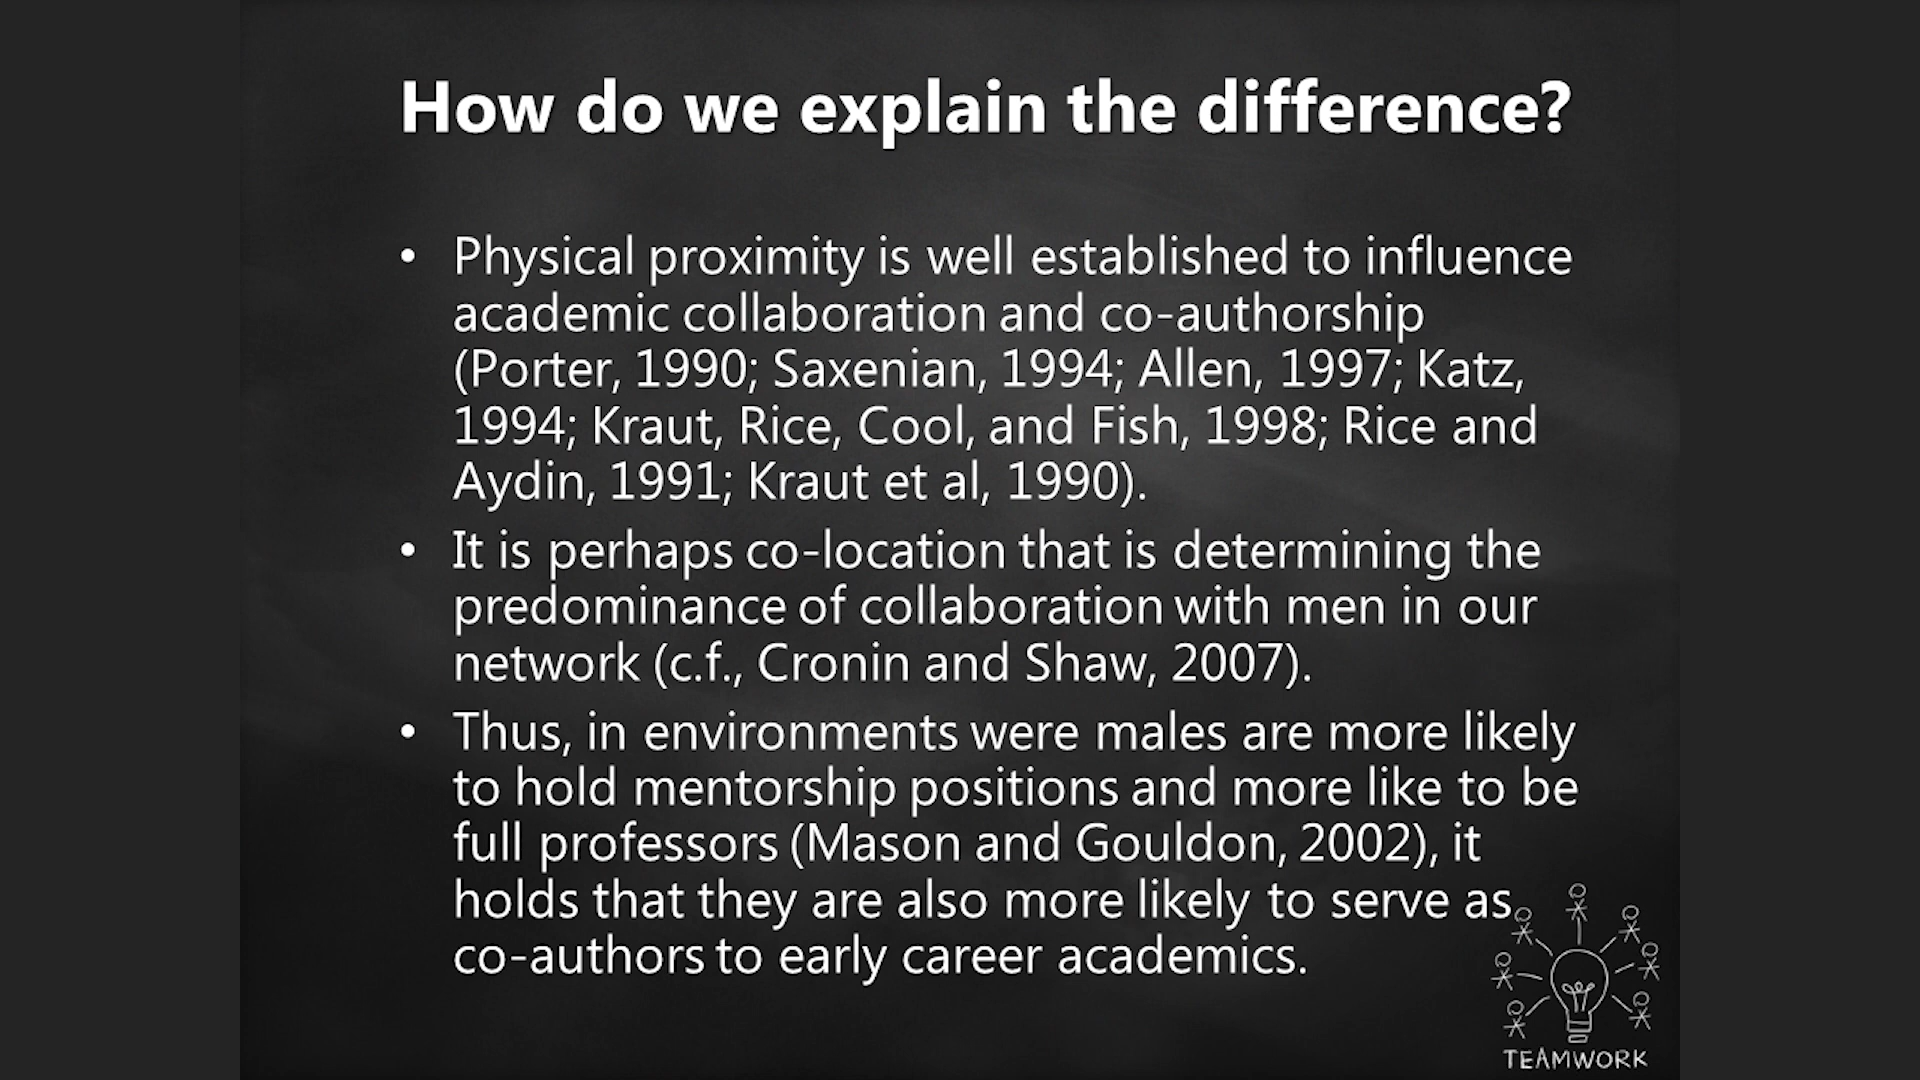 How do we explain the difference?
• Physical proximity is well established to influence
academic collaboration and co-authorship
(Porter, 1990; Saxenian, 1994; Allen, 1997; Katz,
1994; Kraut, Rice, Cool, and Fish, 1998; Rice and
Aydin, 1991; Kraut et al, 1990).
• It is perhaps co-location that is determining the
predominance of collaboration with men in our
network (c.f., Cronin and Shaw, 2007).
• Thus, in environments were males are more likely
to hold mentorship positions and more like to be
full professors (Mason and Gouldon, 2002), it
holds that they are also more likely to serve as
co-authors to early career academics.
TEAMWORK